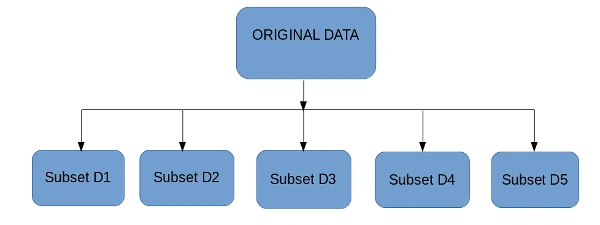 ORIGINAL DATA
Subset D1
Subset D2
Subset D3
Subset D4
Subset D5